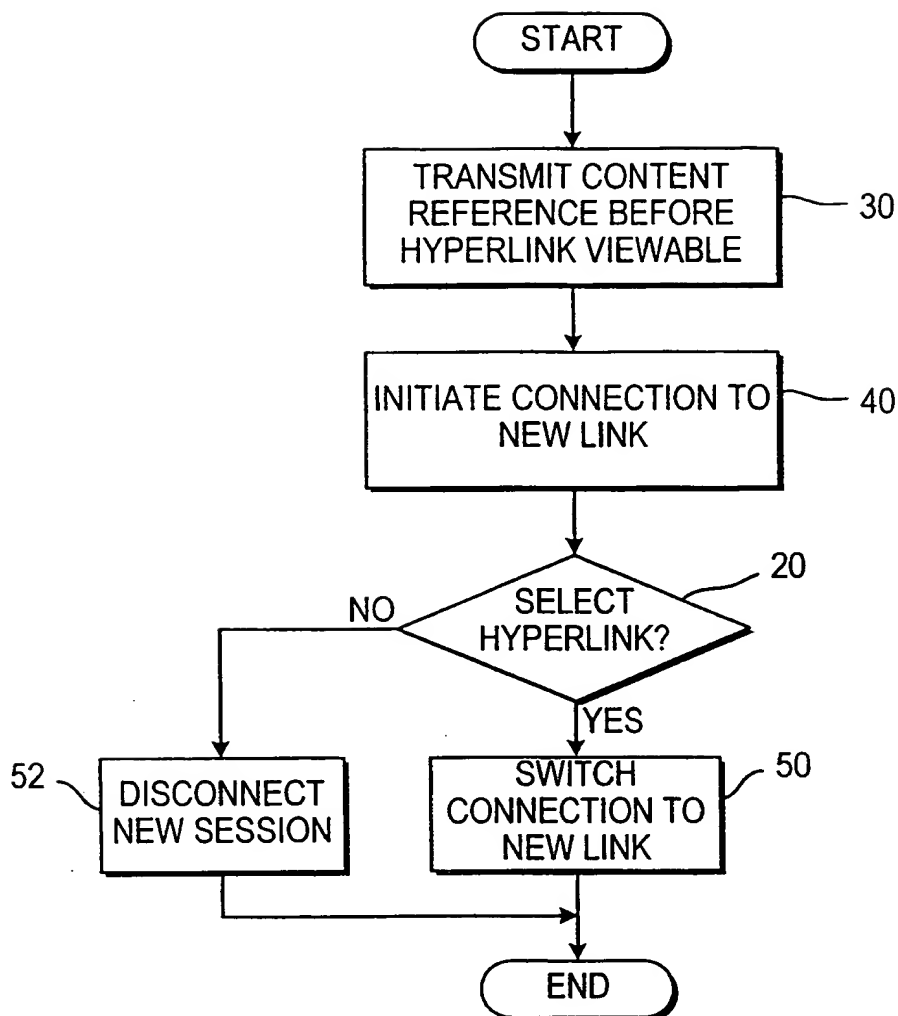 START
TRANSMIT CONTENT
REFERENCE BEFORE
HYPERLINK VIEWABLE
30
INITIATE CONNECTION TO
NEW LINK
40
20
SELECT
HYPERLINK?
NO
YES
52
DISCONNECT
NEW SESSION
SWITCH
CONNECTION TO
NEW LINK
50
END